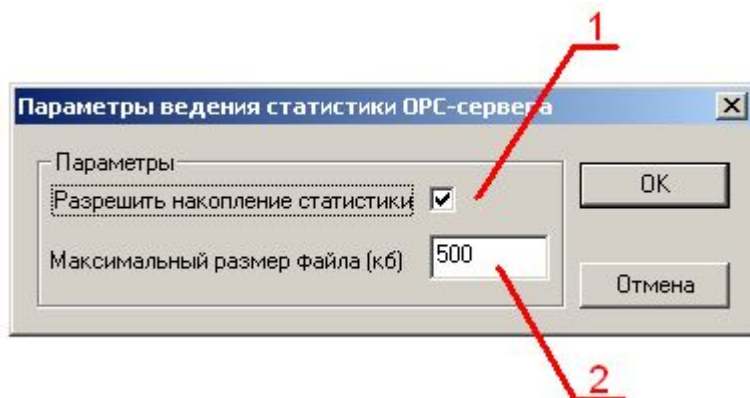 1
Параметры ведения статистики OPC-сервера
Параметры
Разрешить накопление статистики
OK
Максимальный размер файла (кб)
500
Отмена
2